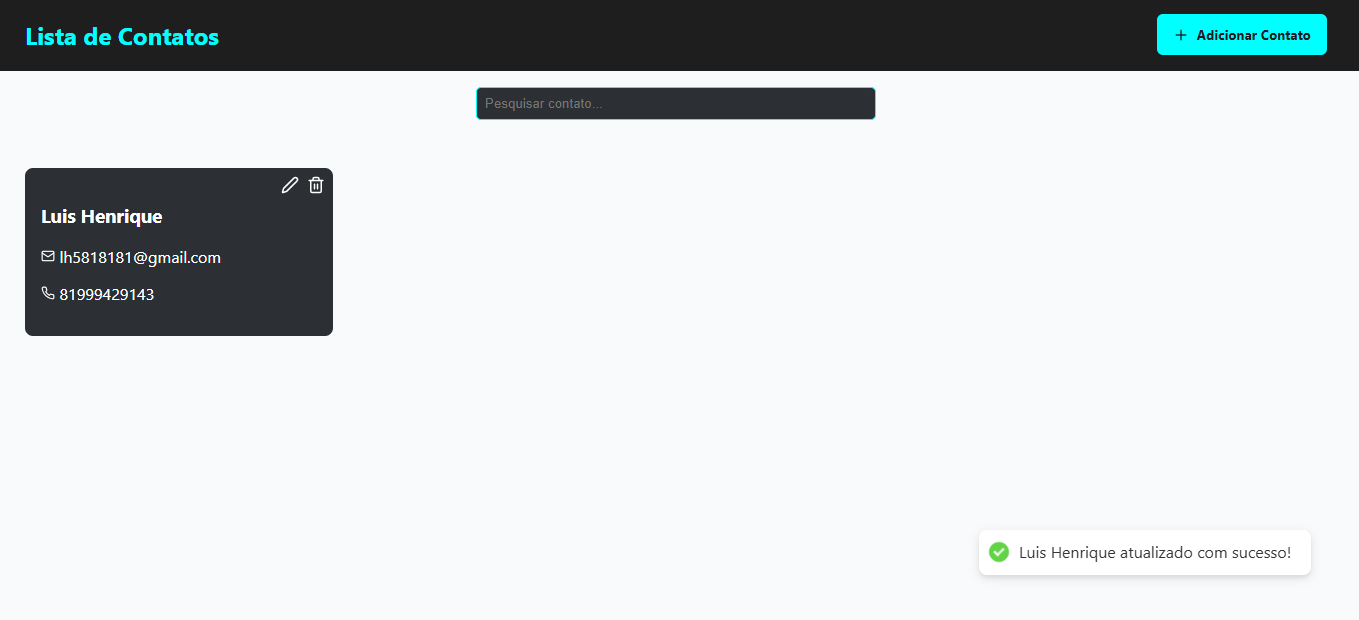 Lista de Contatos
+ Adicionar Contato
Pesquisar contato...
Luis Henrique
lh5818181@gmail.com
81999429143
Luis Henrique atualizado com sucesso!